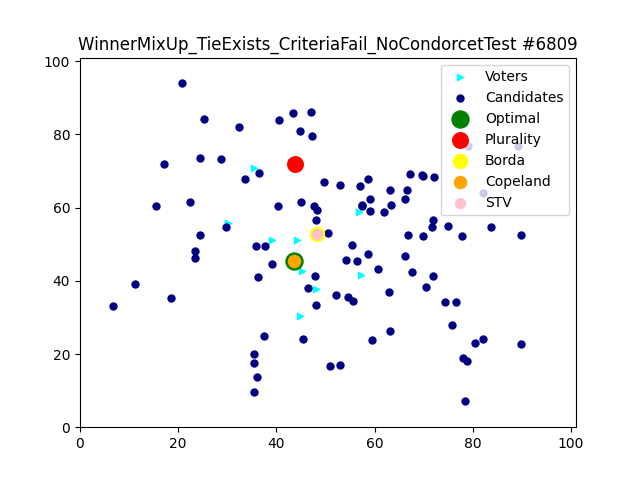 WinnerMixUp_TieExists_CriteriaFail_NoCondorcetTest #6809
100
80
60
40
20
0
0 20 40 60 80 100
Voters
Candidates
Optimal
Plurality
Borda
Copeland
STV